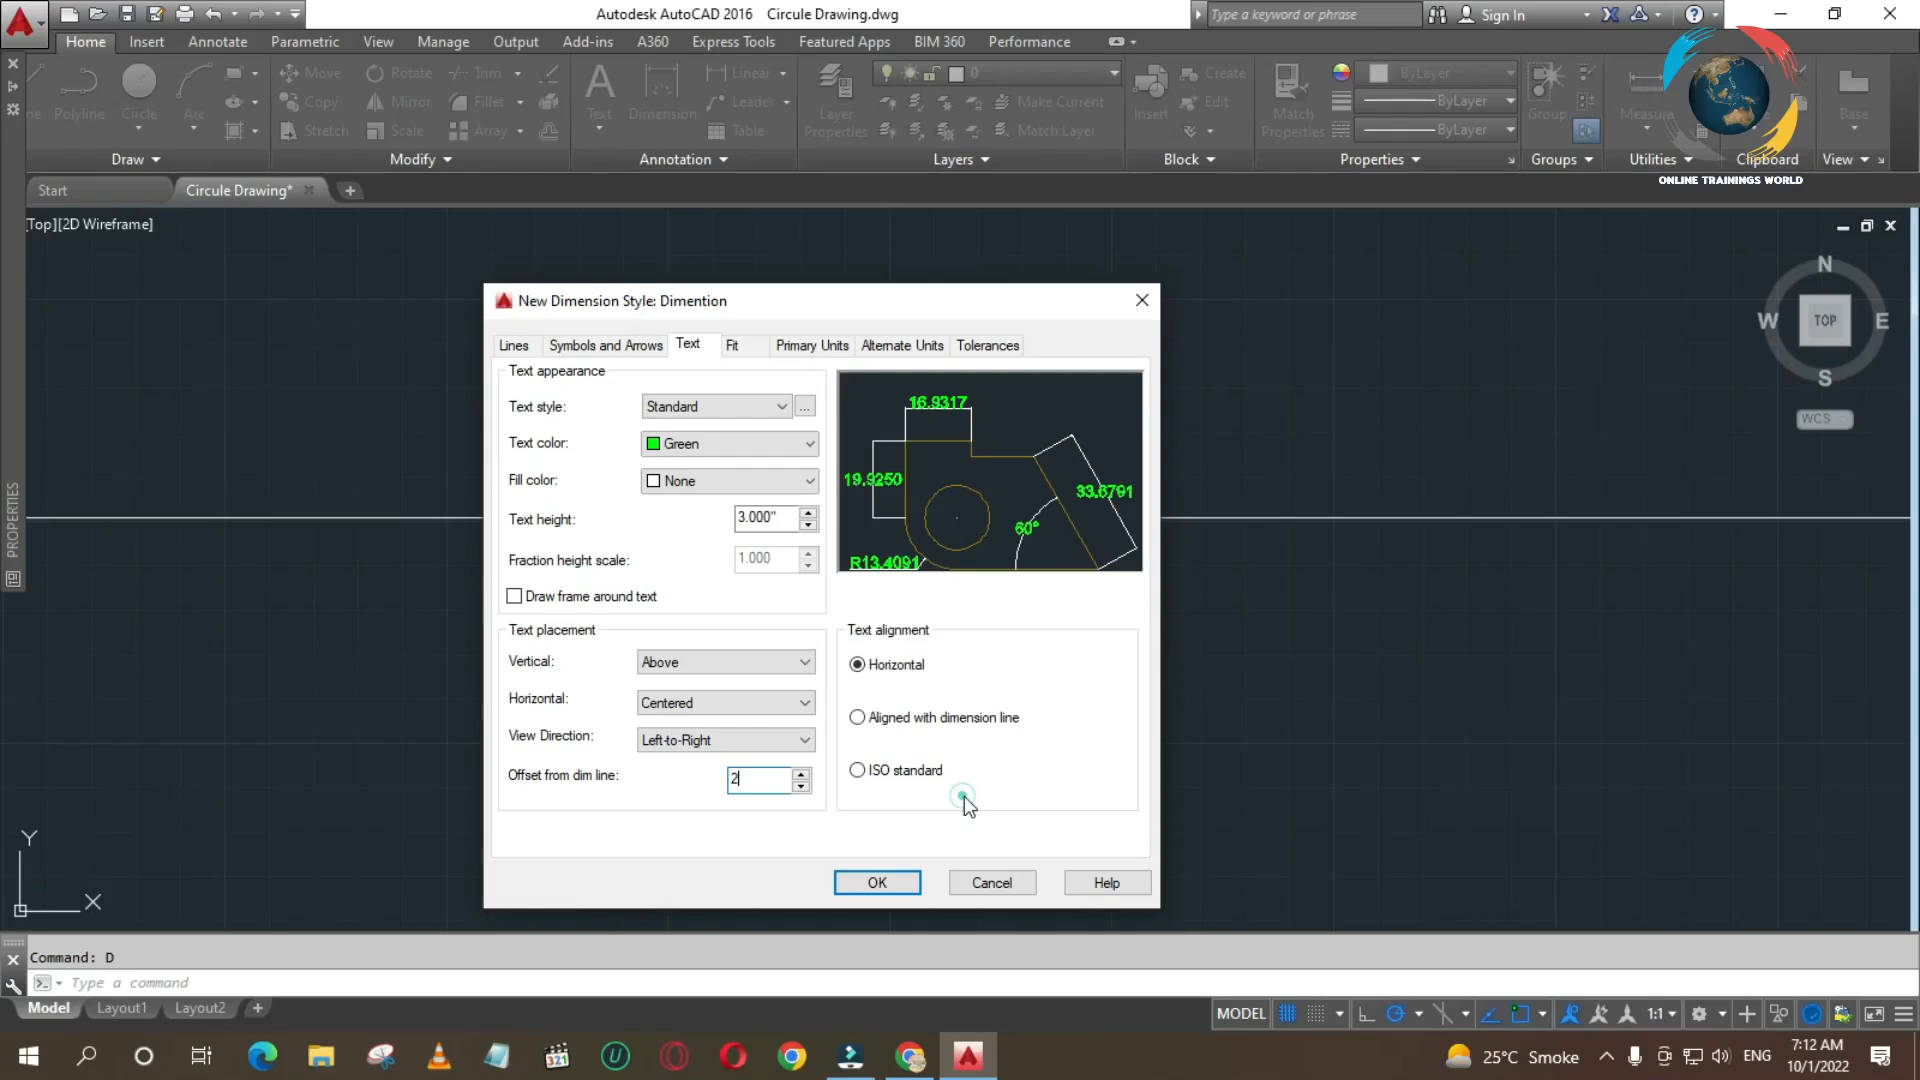 Autodesk AutoCAD 2016 Circule Drawing.dwg
Type a keyword or phrase
Sign In
Home Insert Annotate Parametric View Manage Output Add-ins A360 Express Tools Featured Apps BIM 360 Performance
Polyline Circle Arc
Move Rotate Trim
Copy Mirror Fillet
Stretch Scale Array
Text Dimension
Linear
Leader
Table
Layer Properties
0
Make Current
Match Layer
Insert
Create
Edit
Match Properties
ByLayer
ByLayer
ByLayer
Group
Measure
Base
Draw Modify Annotation Layers Block Properties Groups Utilities Clipboard View
ONLINE TRAININGS WORLD
Start
Circule Drawing*
Top][2D Wireframe]
N
W TOP E
S
WCS
PROPERTIES
New Dimension Style: Dimention
Lines Symbols and Arrows Text Fit Primary Units Alternate Units Tolerances
Text appearance
Text style: Standard ...
Text color: Green
Fill color: None
Text height: 3.000"
Fraction height scale: 1.000
Draw frame around text
16.9317
19.9250
33.6791
60°
R13.4091
Text placement
Vertical: Above
Horizontal: Centered
View Direction: Left-to-Right
Offset from dim line: 2
Text alignment
Horizontal
Aligned with dimension line
ISO standard
OK Cancel Help
Y
X
Command: D
Type a command
Model Layout1 Layout2 +
MODEL
1:1
321
25°C Smoke
ENG
7:12 AM
10/1/2022